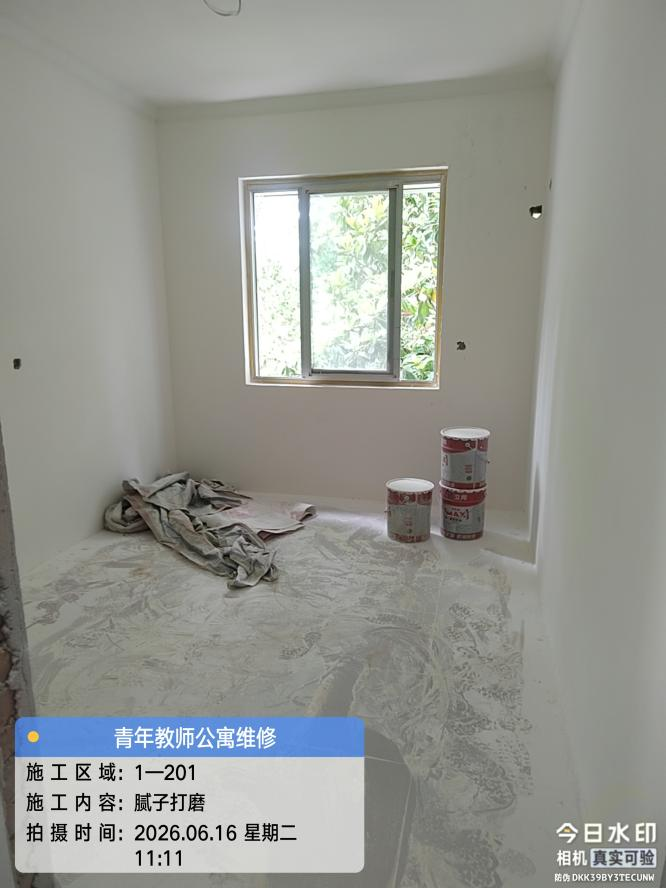 青年教师公寓维修
施工区域：1—201
施工内容：腻子打磨
拍摄时间：2026.06.16 星期二
11:11
今日水印
相机 真实可验
防伪 DKK39BY3TECUNW